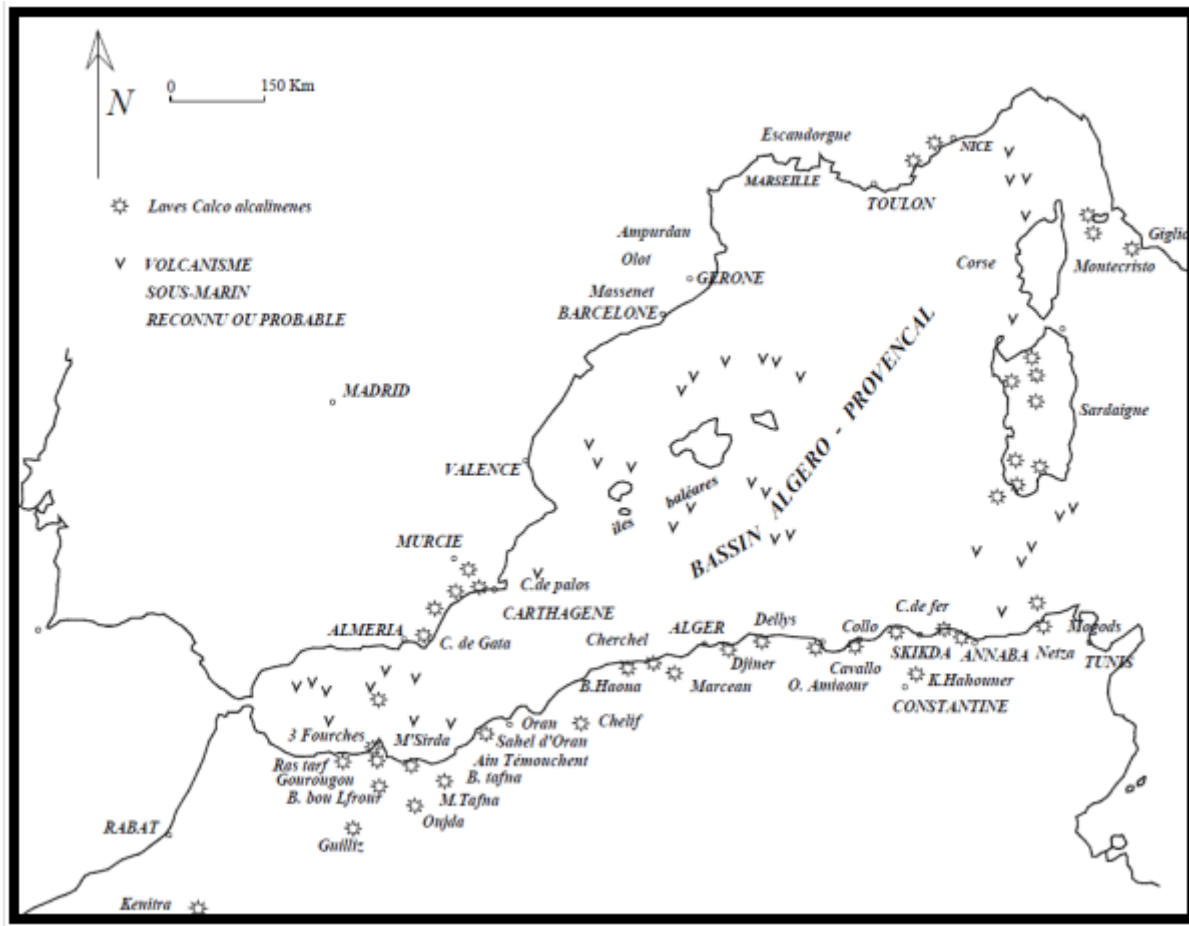 0 150 Km
N
Laves Calco alcalinenes
VOLCANISME
SOUS-MARIN
RECONNU OU PROBABLE
Escandorgue
NICE
MARSEILLE
TOULON
Ampurdan
Olot
GERONE
Massenet
BARCELONE
Corse
Montecristo
Giglio
MADRID
Sardaigne
VALENCE
îles baléares
BASSIN ALGERO - PROVENCAL
MURCIE
C.de palos
CARTHAGENE
ALMERIA
C. de Gata
Cherchel
ALGER
Dellys
Collo
C.de fer
Mogods
B.Haona
Marceau
Djiner
O. Amiaour
Cavallo
SKIKDA
ANNABA
Netza
TUNIS
K.Hahouner
CONSTANTINE
3 Fourches
M'Sirda
Oran
Sahel d'Oran
Chelif
Ras tarf
Ain Témouchent
Gourougou
B. tafna
B. bou Lfrour
M.Tafna
Oujda
RABAT
Guilliz
Kenitra